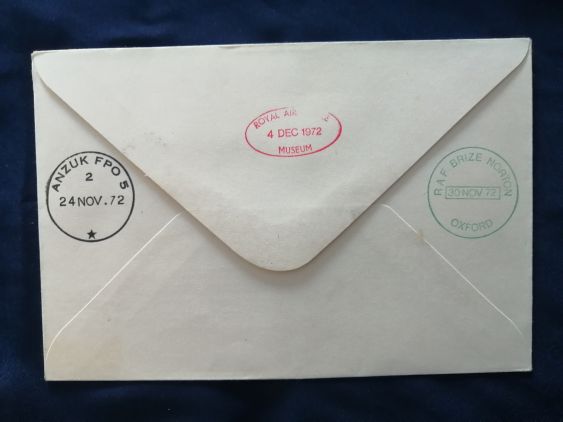 ROYAL AIR
4 DEC 1972
MUSEUM
ANZUK FPO 5
2
24 NOV. 72
R.A.F. BRIZE NORTON
30 NOV 72
OXFORD